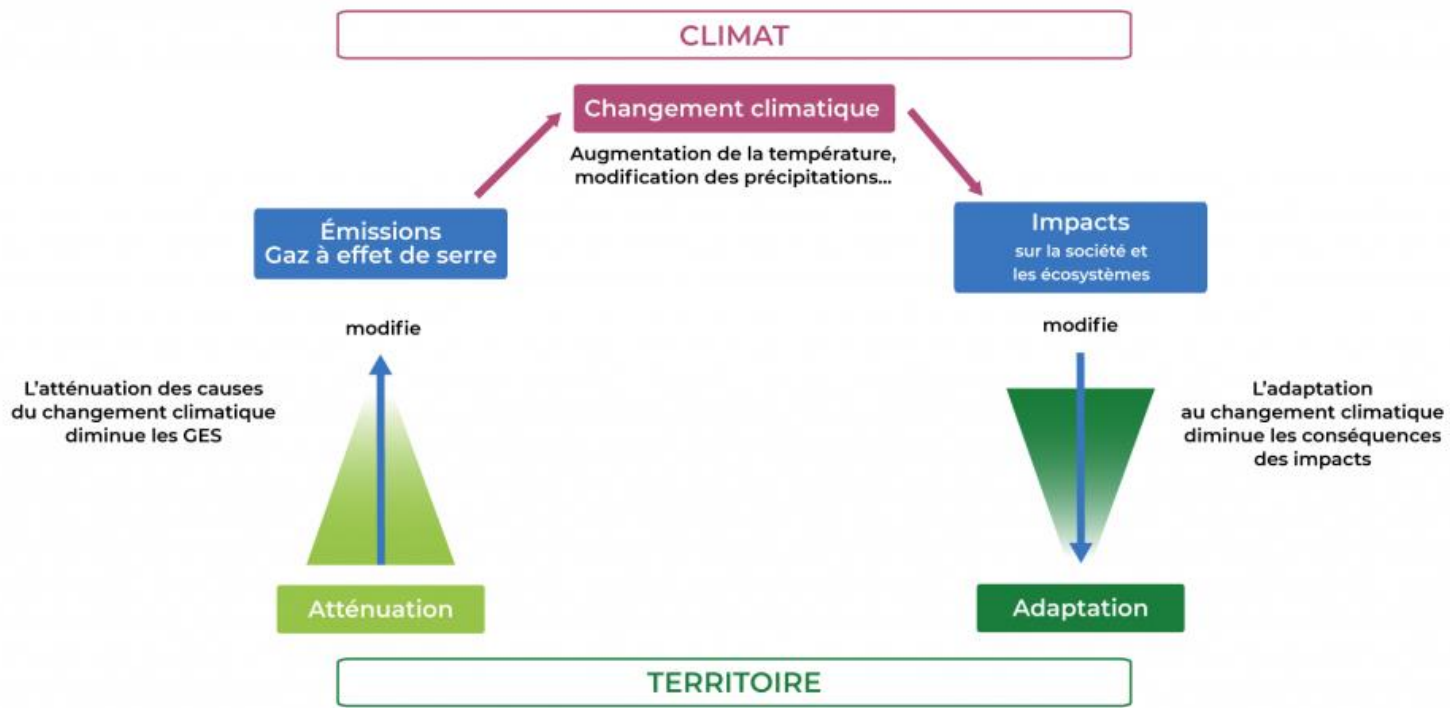 CLIMAT
Changement climatique
Augmentation de la température,
modification des précipitations...
Émissions
Gaz à effet de serre
Impacts
sur la société et
les écosystèmes
modifie
modifie
L'atténuation des causes
du changement climatique
diminue les GES
L'adaptation
au changement climatique
diminue les conséquences
des impacts
Atténuation
Adaptation
TERRITOIRE